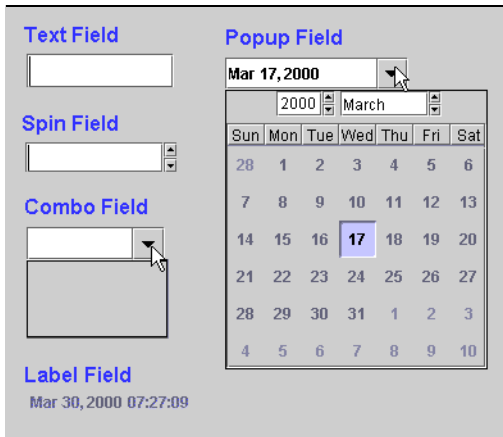 Text Field
Spin Field
Combo Field
Label Field
Mar 30, 2000 07:27:09
Popup Field
Mar 17, 2000
2000 March
Sun Mon Tue Wed Thu Fri Sat
28 1 2 3 4 5 6
7 8 9 10 11 12 13
14 15 16 17 18 19 20
21 22 23 24 25 26 27
28 29 30 31 1 2 3
4 5 6 7 8 9 10